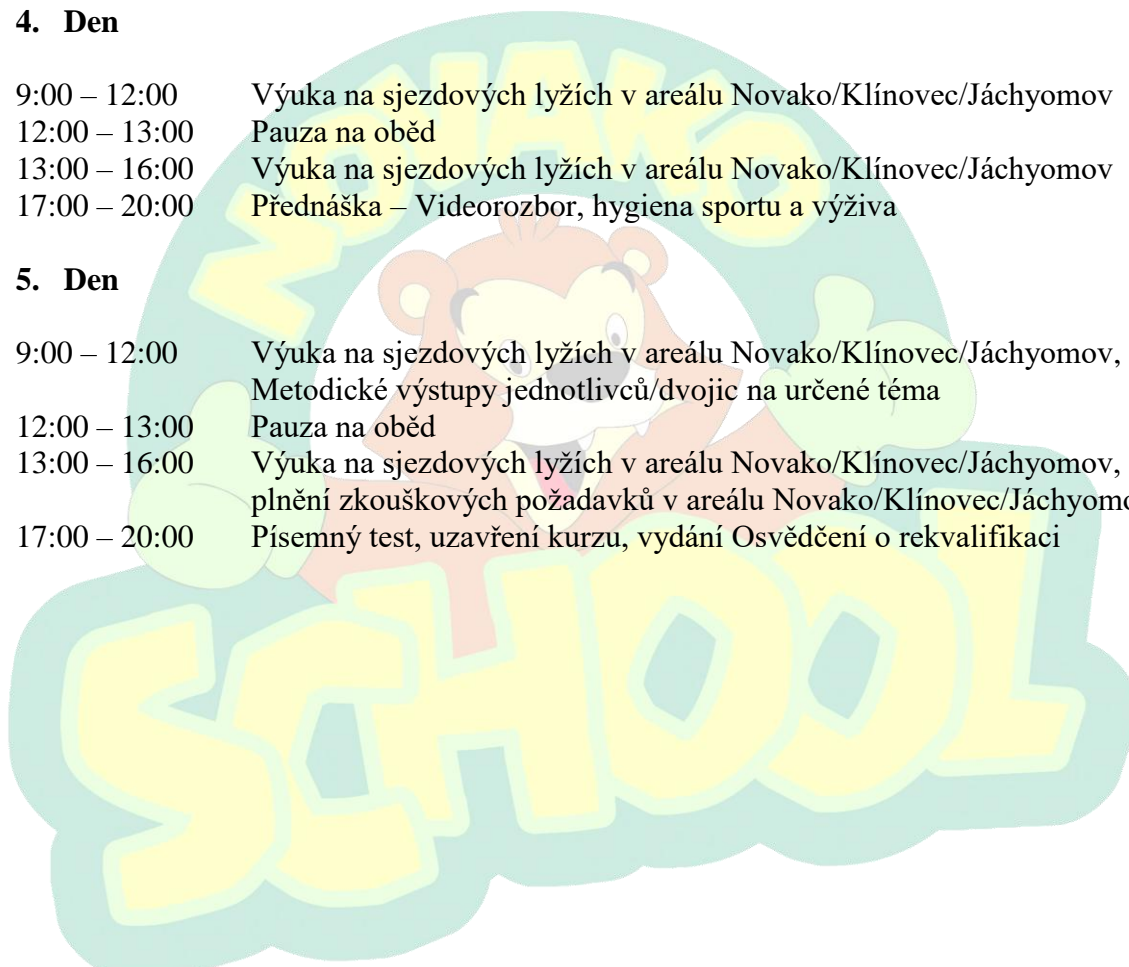 4. Den
9:00 – 12:00 Výuka na sjezdových lyžích v areálu Novako/Klínovec/Jáchyomov
12:00 – 13:00 Pauza na oběd
13:00 – 16:00 Výuka na sjezdových lyžích v areálu Novako/Klínovec/Jáchyomov
17:00 – 20:00 Přednáška – Videorozbor, hygiena sportu a výživa
5. Den
9:00 – 12:00 Výuka na sjezdových lyžích v areálu Novako/Klínovec/Jáchyomov,
Metodické výstupy jednotlivců/dvojic na určené téma
12:00 – 13:00 Pauza na oběd
13:00 – 16:00 Výuka na sjezdových lyžích v areálu Novako/Klínovec/Jáchyomov,
plnění zkouškových požadavků v areálu Novako/Klínovec/Jáchyomo
17:00 – 20:00 Písemný test, uzavření kurzu, vydání Osvědčení o rekvalifikaci
NOVAKO
SCHOOL